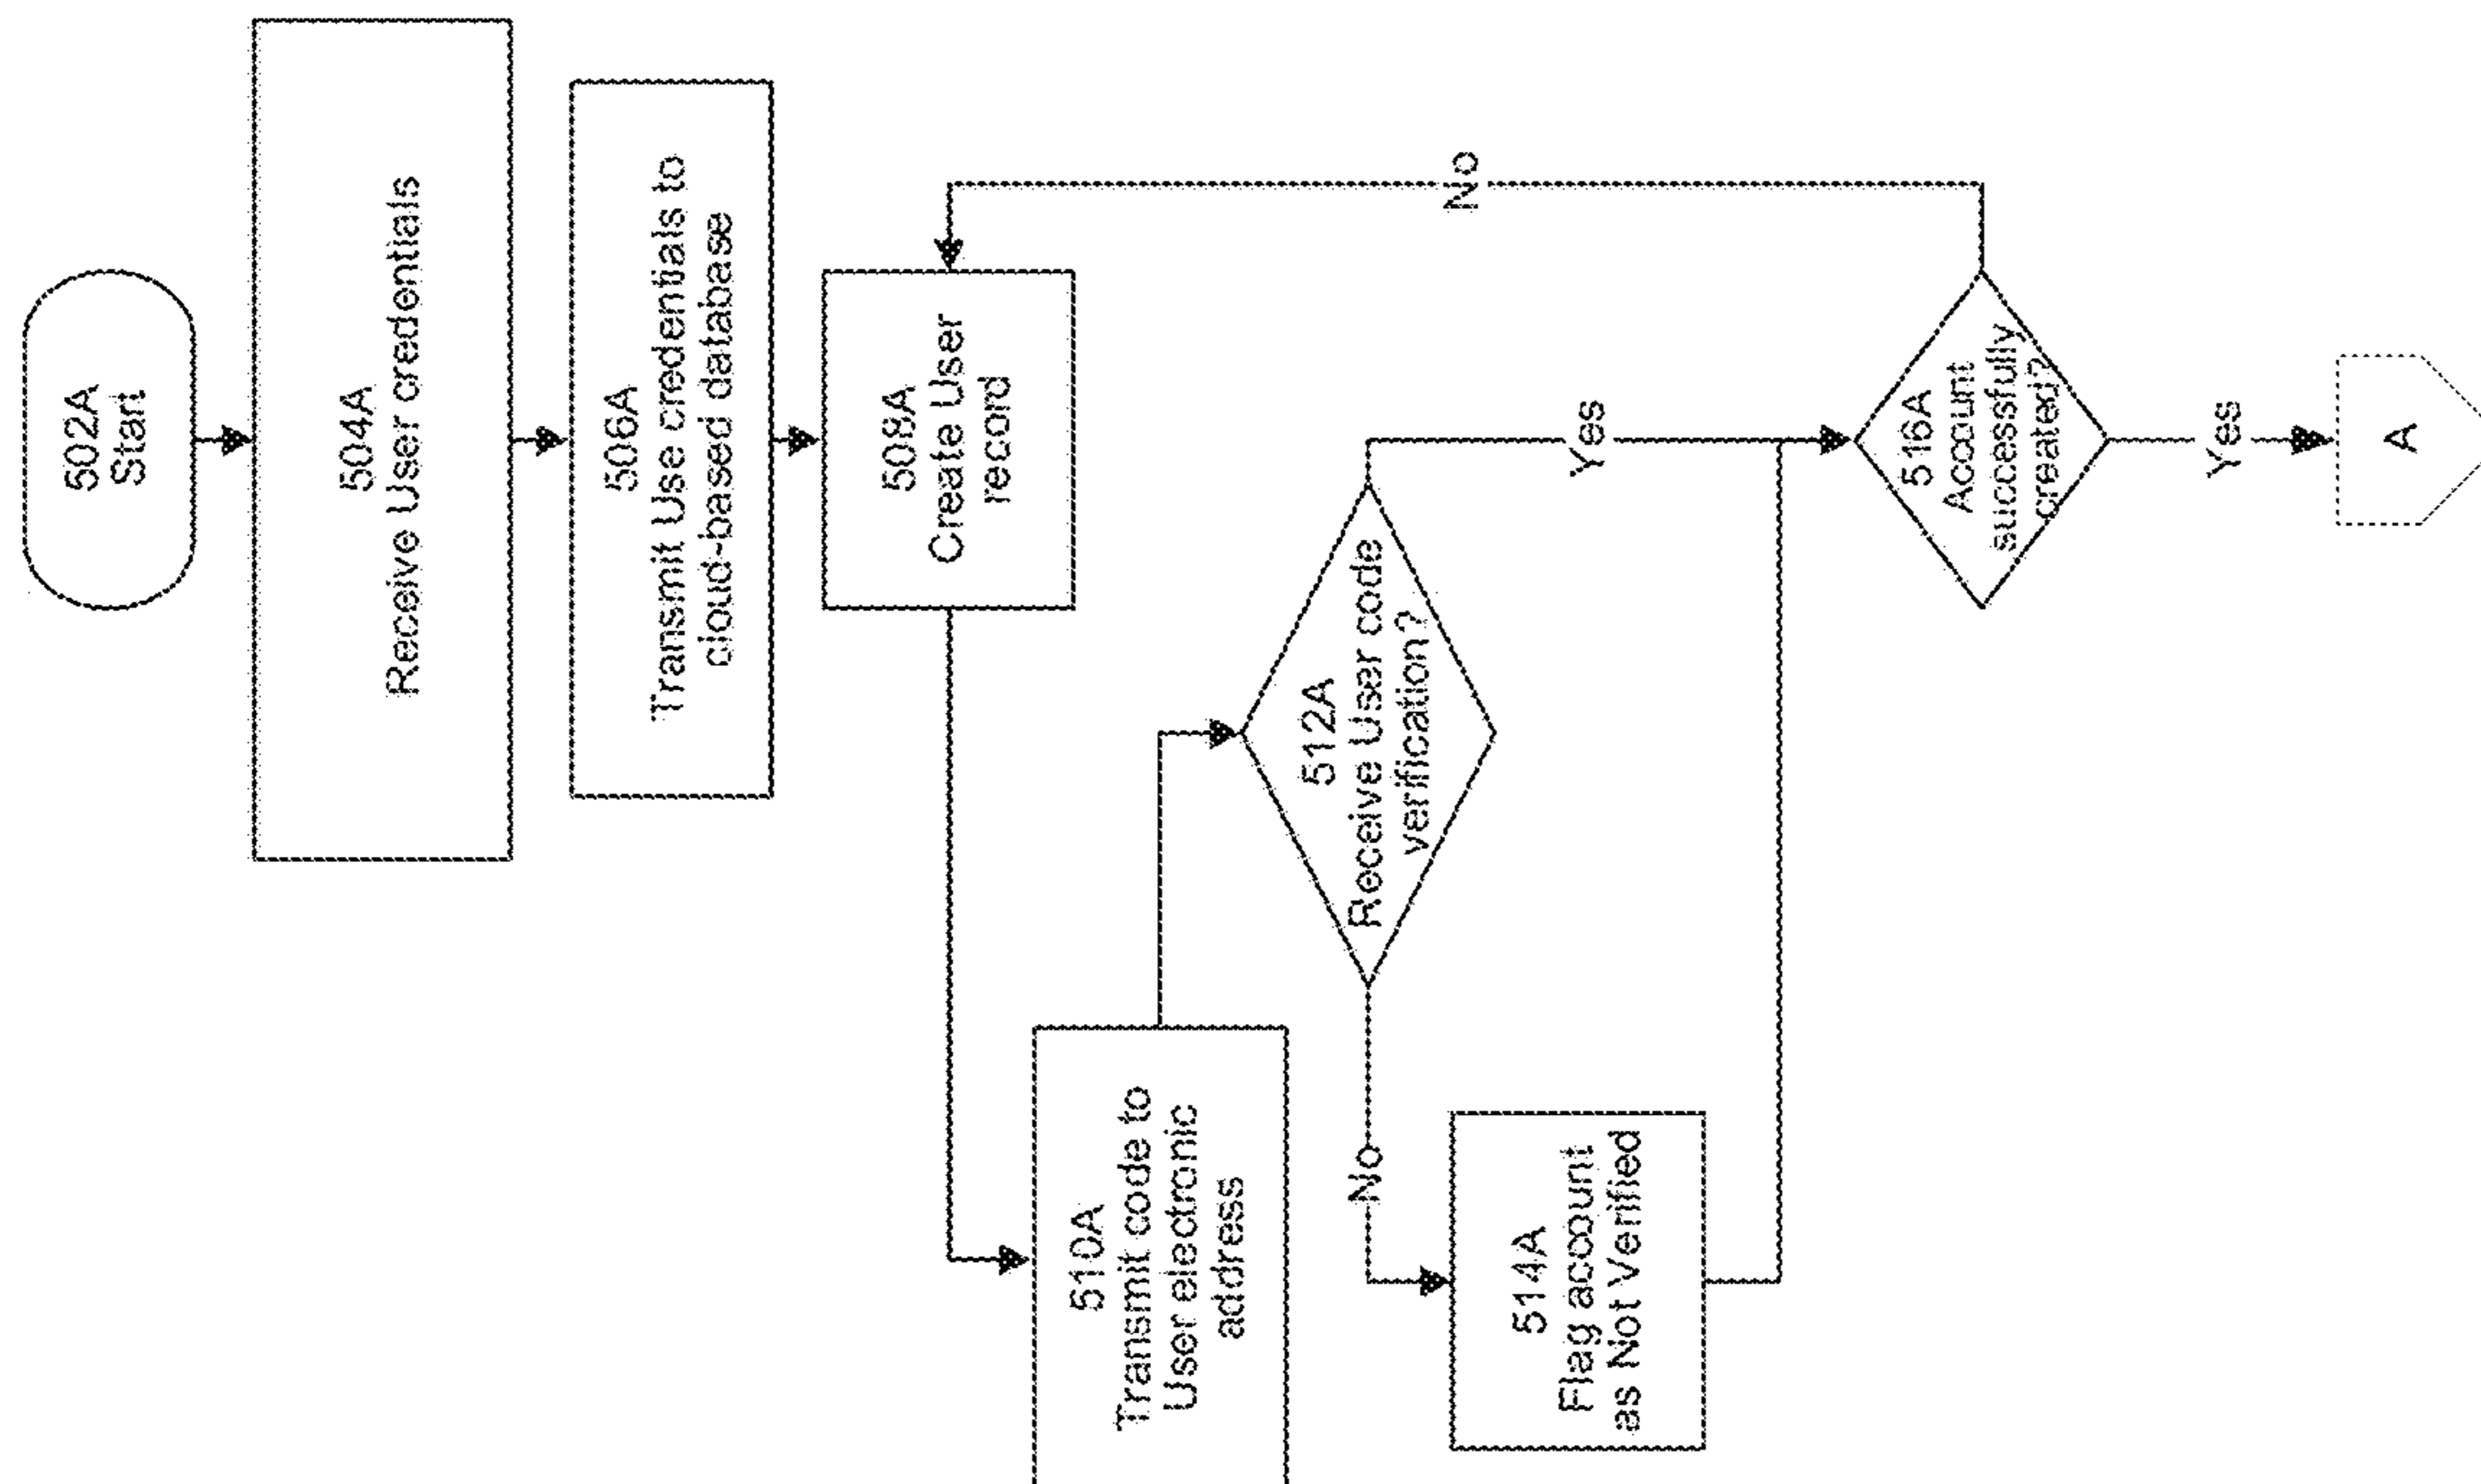 502A
Start
504A
Receive User credentials
506A
Transmit Use credentials to
cloud-based database
508A
Create User
record
510A
Transmit code to
User electronic
address
512A
Receive User code
verification?
No
Yes
514A
Flag account
as Not Verified
516A
Account
successfully
created?
No
Yes
A